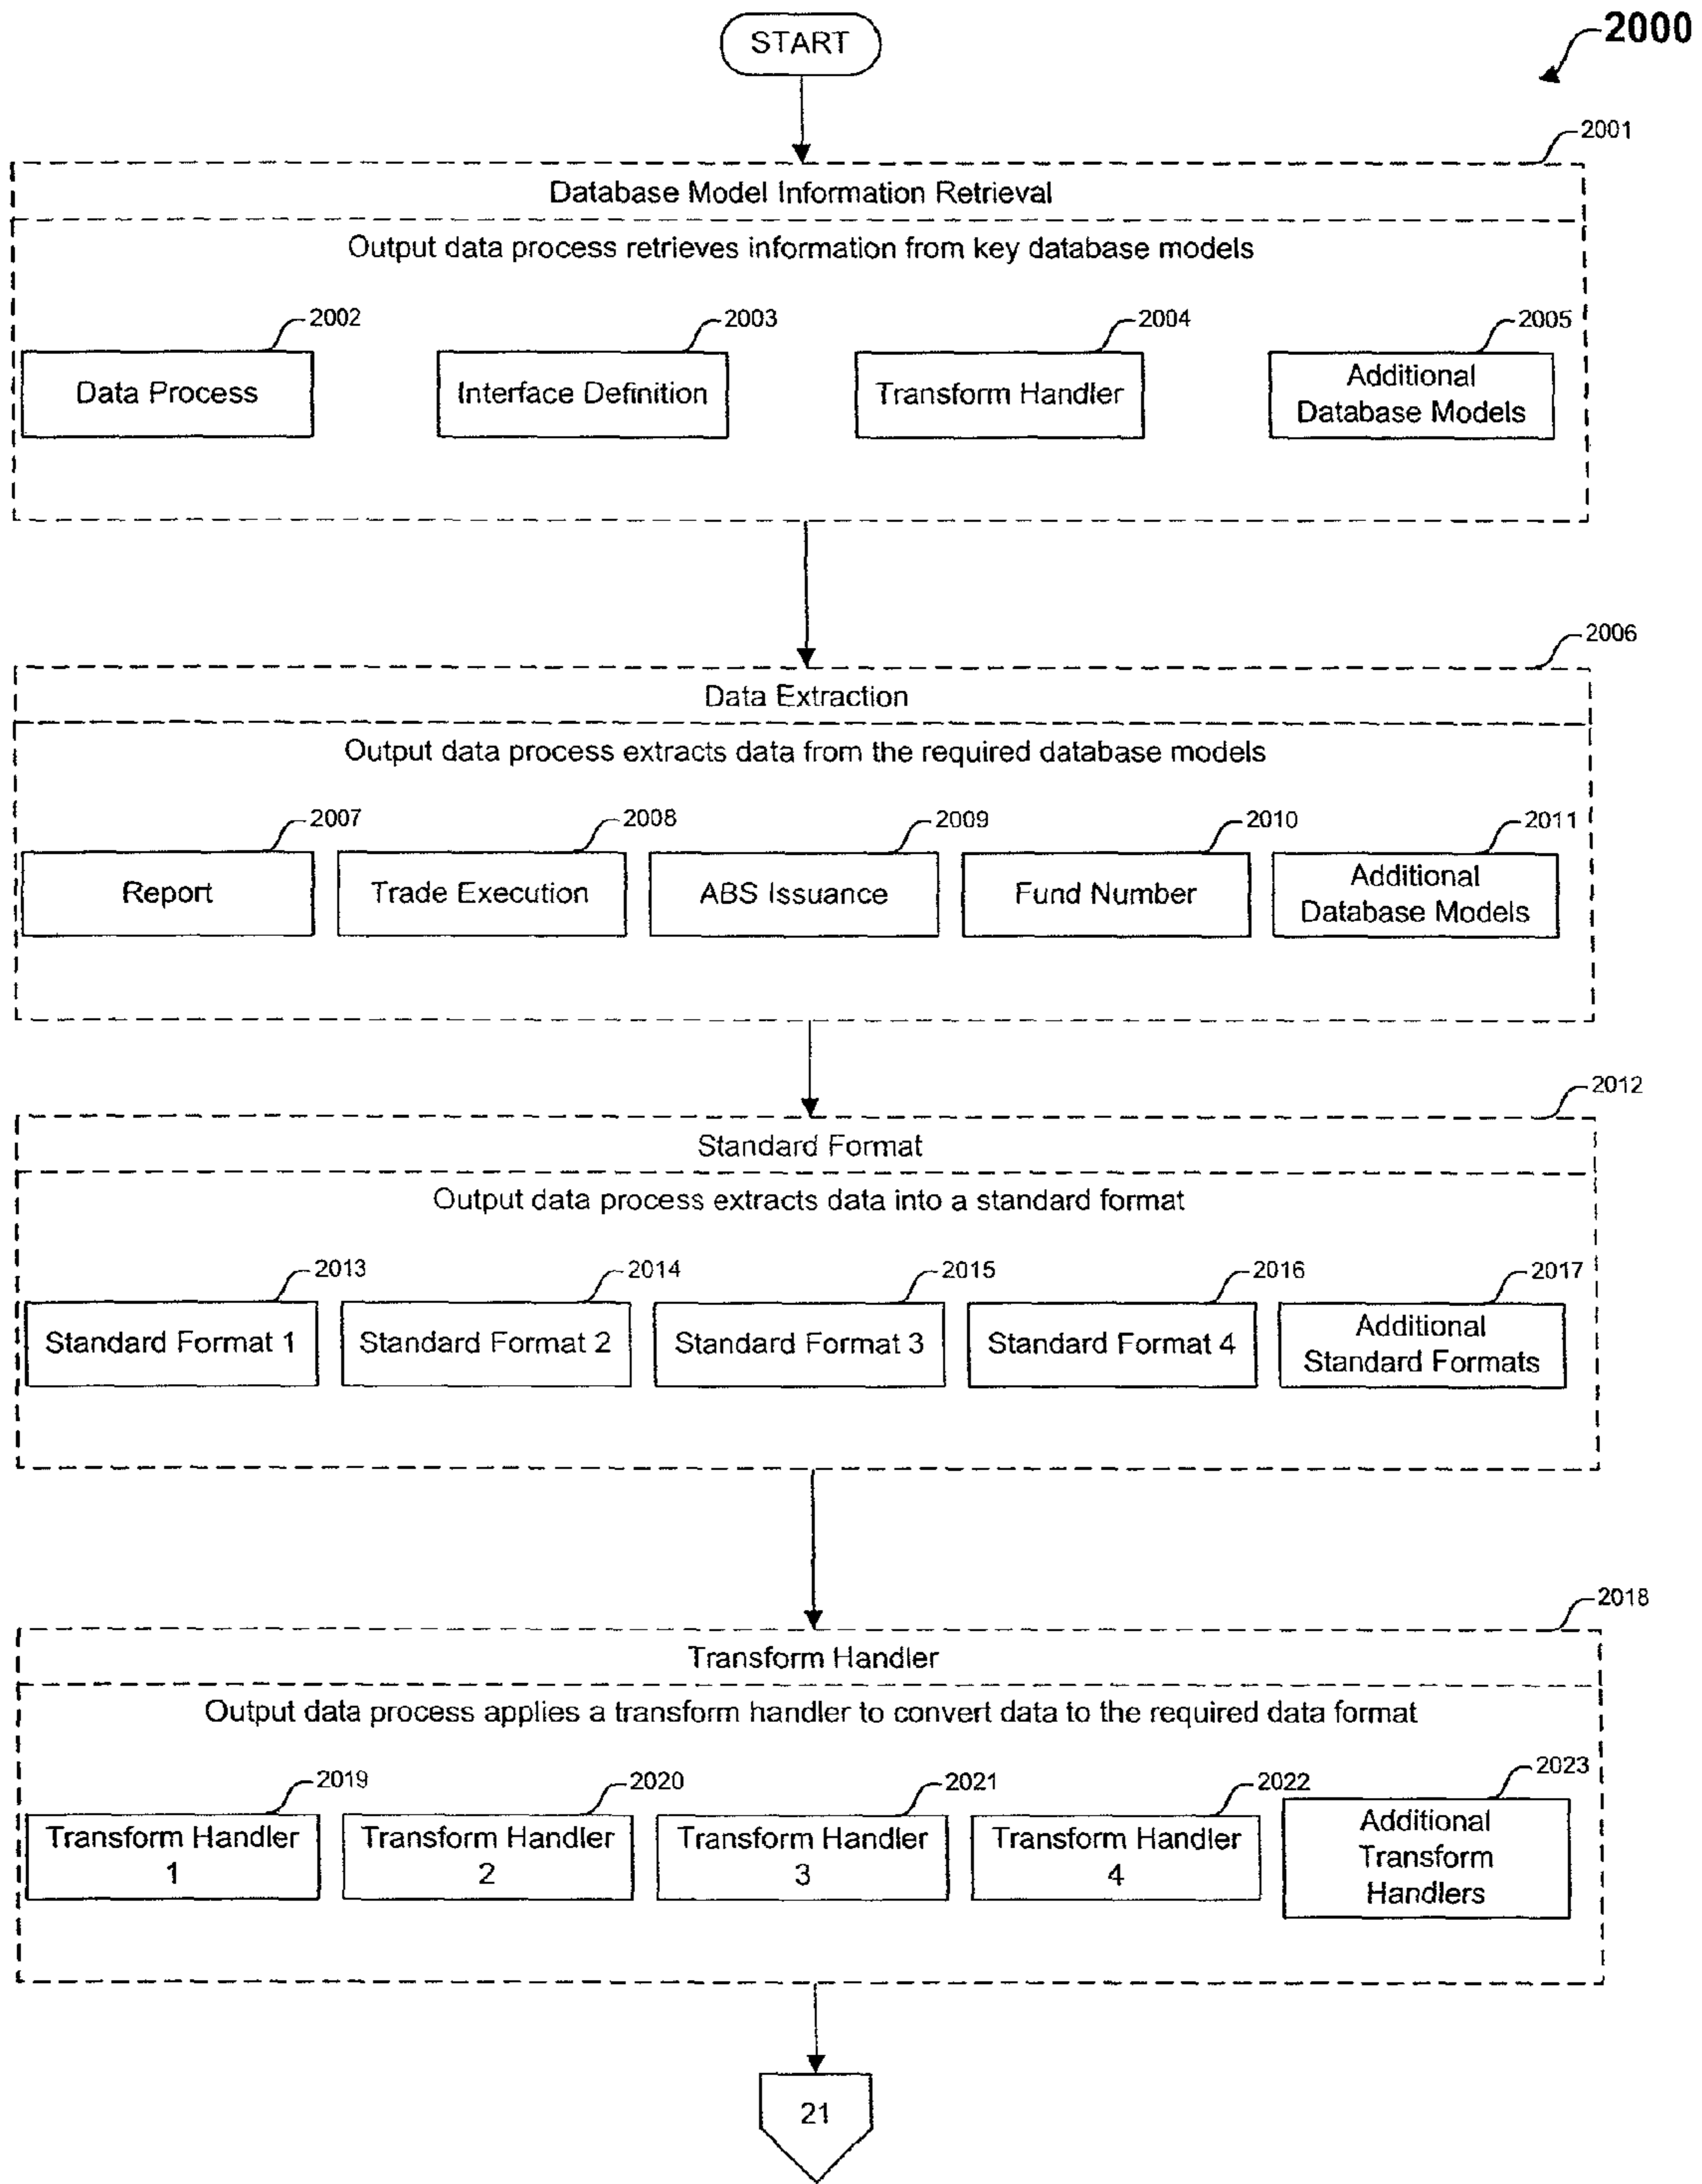 START
2000
2001
Database Model Information Retrieval
Output data process retrieves information from key database models
2002
2003
2004
2005
Data Process
Interface Definition
Transform Handler
Additional
Database Models
2006
Data Extraction
Output data process extracts data from the required database models
2007
2008
2009
2010
2011
Report
Trade Execution
ABS Issuance
Fund Number
Additional
Database Models
2012
Standard Format
Output data process extracts data into a standard format
2013
2014
2015
2016
2017
Standard Format 1
Standard Format 2
Standard Format 3
Standard Format 4
Additional
Standard Formats
2018
Transform Handler
Output data process applies a transform handler to convert data to the required data format
2019
2020
2021
2022
2023
Transform Handler
1
Transform Handler
2
Transform Handler
3
Transform Handler
4
Additional
Transform
Handlers
21